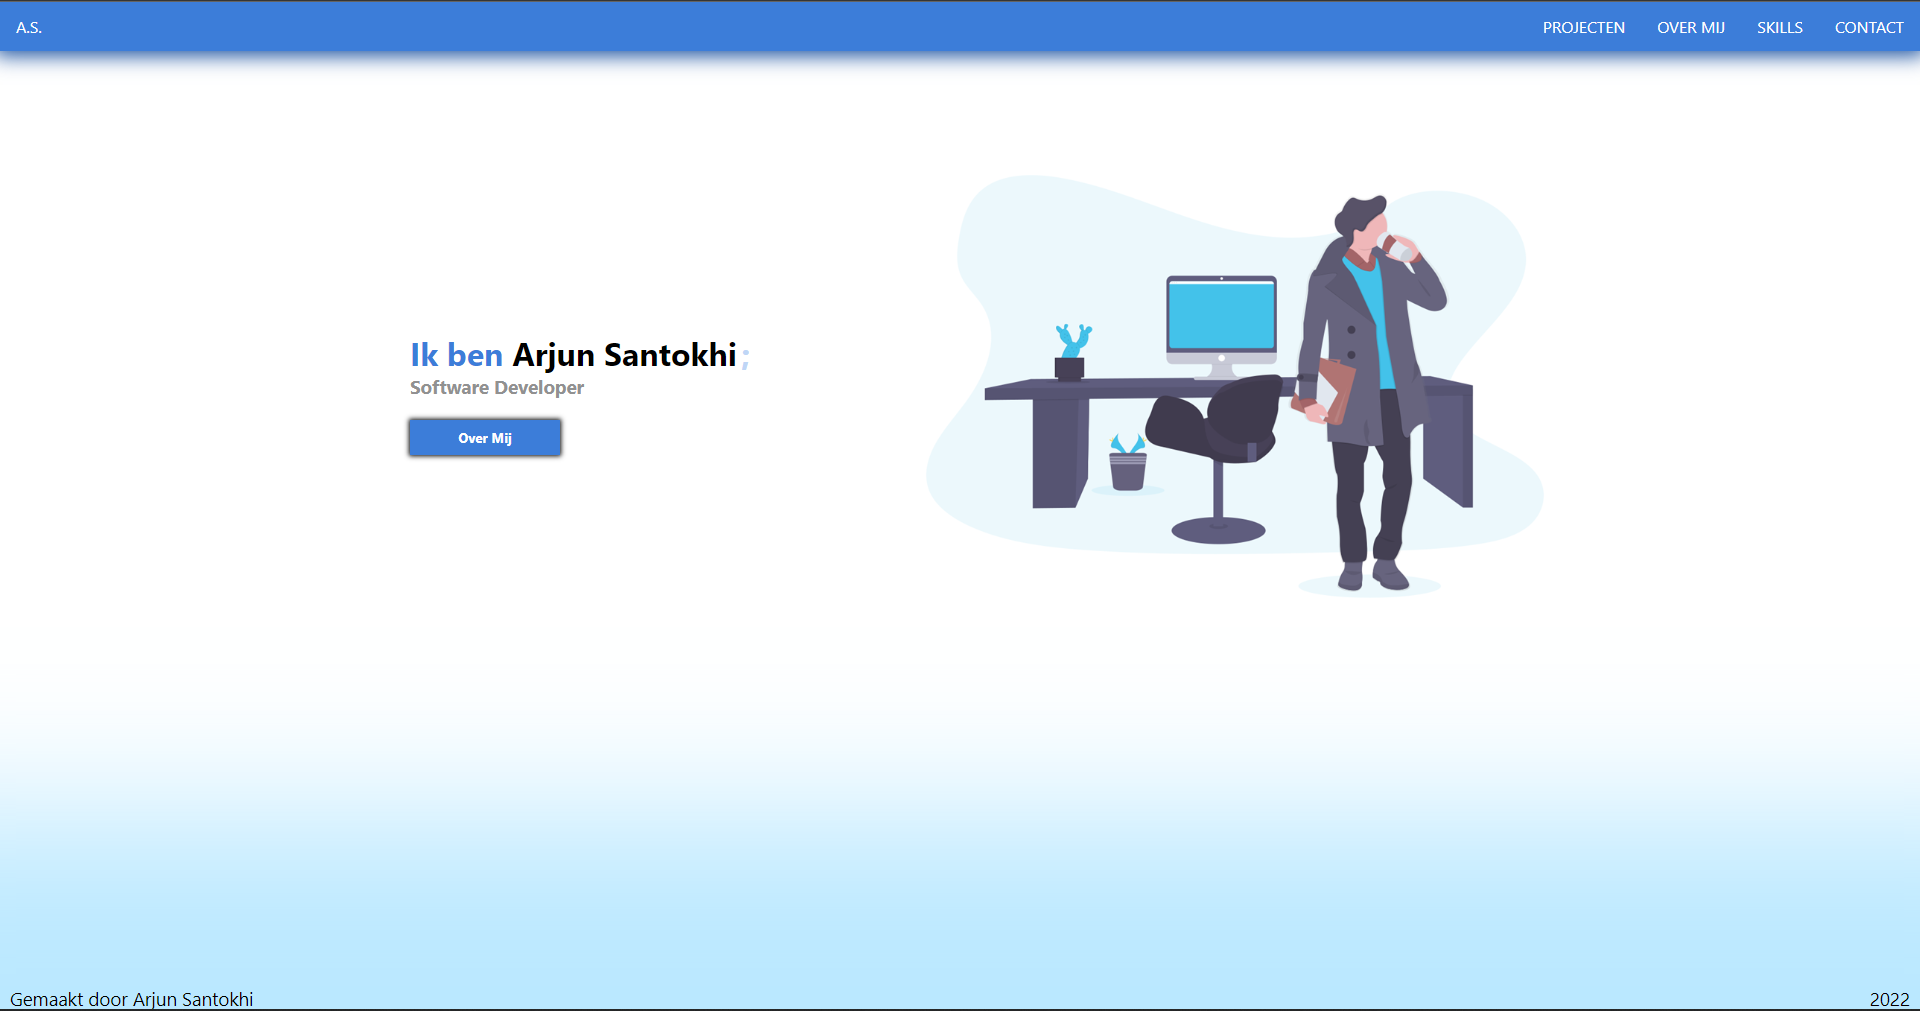 A.S.
PROJECTEN OVER MIJ SKILLS CONTACT
Ik ben Arjun Santokhi;
Software Developer
Over Mij
Gemaakt door Arjun Santokhi
2022